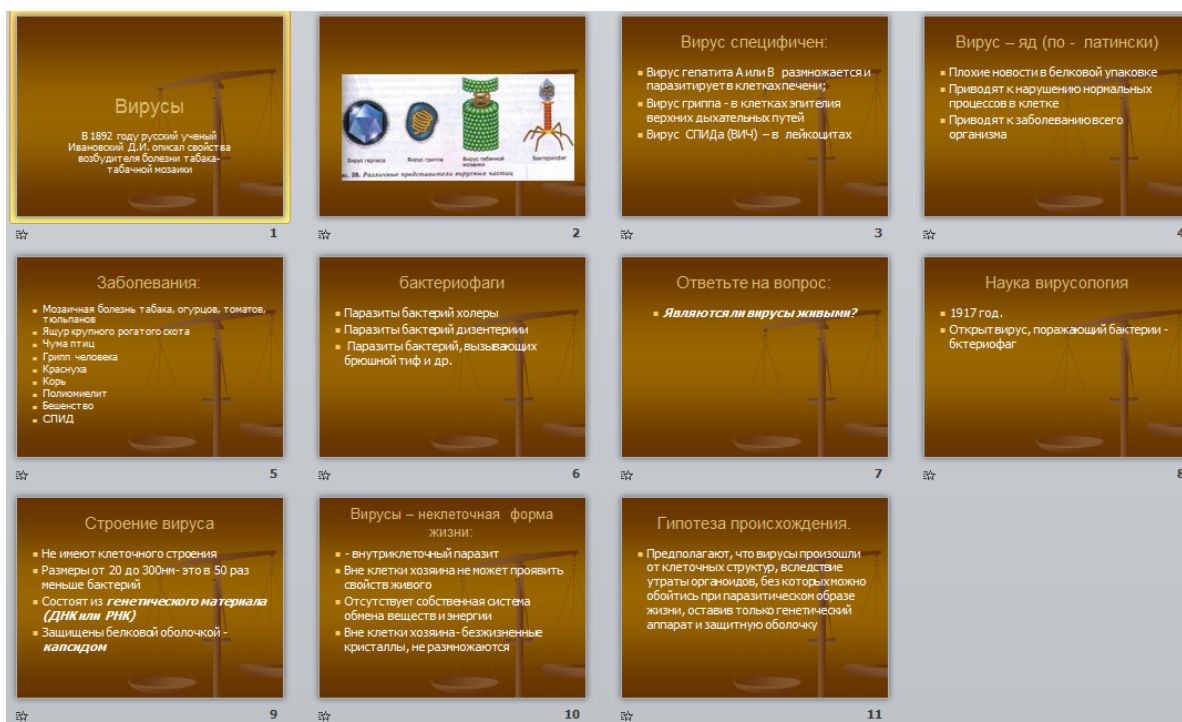 Вирусы
В 1892 году русский ученый
Ивановский Д.И. описал свойства
возбудителя болезни табака-
табачной мозаики
1
Вирус герпеса
Вирус гриппа
Вирус табачной
мозаики
Бактериофаг
38. Различные представители вирусных частиц
2
Вирус специфичен:
Вирус гепатита А или В размножается и
паразитирует в клетках печени;
Вирус гриппа - в клетках эпителия
верхних дыхательных путей
Вирус СПИДа (ВИЧ) – в лейкоцитах
3
Вирус – яд (по - латински)
Плохие новости в белковой упаковке
Приводят к нарушению нормальных
процессов в клетке
Приводят к заболеванию всего
организма
4
Заболевания:
Мозаичная болезнь табака, огурцов, томатов,
тюльпанов
Ящур крупного рогатого скота
Чума птиц
Грипп человека
Краснуха
Корь
Полиомиелит
Бешенство
СПИД
5
бактериофаги
Паразиты бактерий холеры
Паразиты бактерий дизентериии
Паразиты бактерий, вызывающих
брюшной тиф и др.
6
Ответьте на вопрос:
Являются ли вирусы живыми?
7
Наука вирусология
1917 год.
Открыт вирус, поражающий бактерии -
бктериофаг
8
Строение вируса
Не имеют клеточного строения
Размеры от 20 до 300нм- это в 50 раз
меньше бактерий
Состоят из генетического материала
(ДНК или РНК)
Защищены белковой оболочкой -
капсидом
9
Вирусы – неклеточная форма
жизни:
- внутриклеточный паразит
Вне клетки хозяина не может проявить
свойств живого
Отсутствует собственная система
обмена веществ и энергии
Вне клетки хозяина- безжизненные
кристаллы, не размножаются
10
Гипотеза происхождения.
Предполагают, что вирусы произошли
от клеточных структур, вследствие
утраты органоидов, без которых можно
обойтись при паразитическом образе
жизни, оставив только генетический
аппарат и защитную оболочку
11